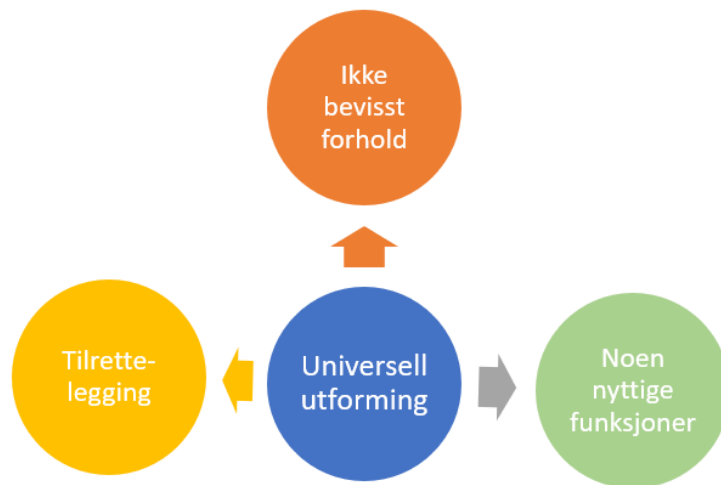 Ikke
bevisst
forhold
Tilrette-
legging
Universell
utforming
Noen
nyttige
funksjoner